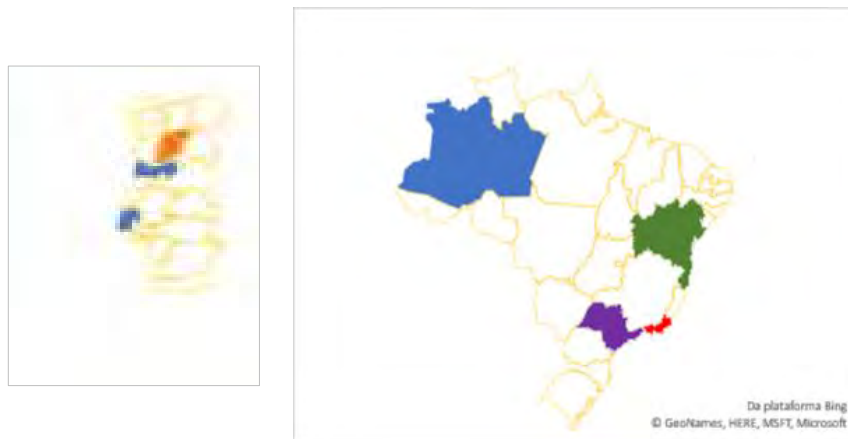 Da plataforma Bing
© GeoNames, HERE, MSFT, Microsoft